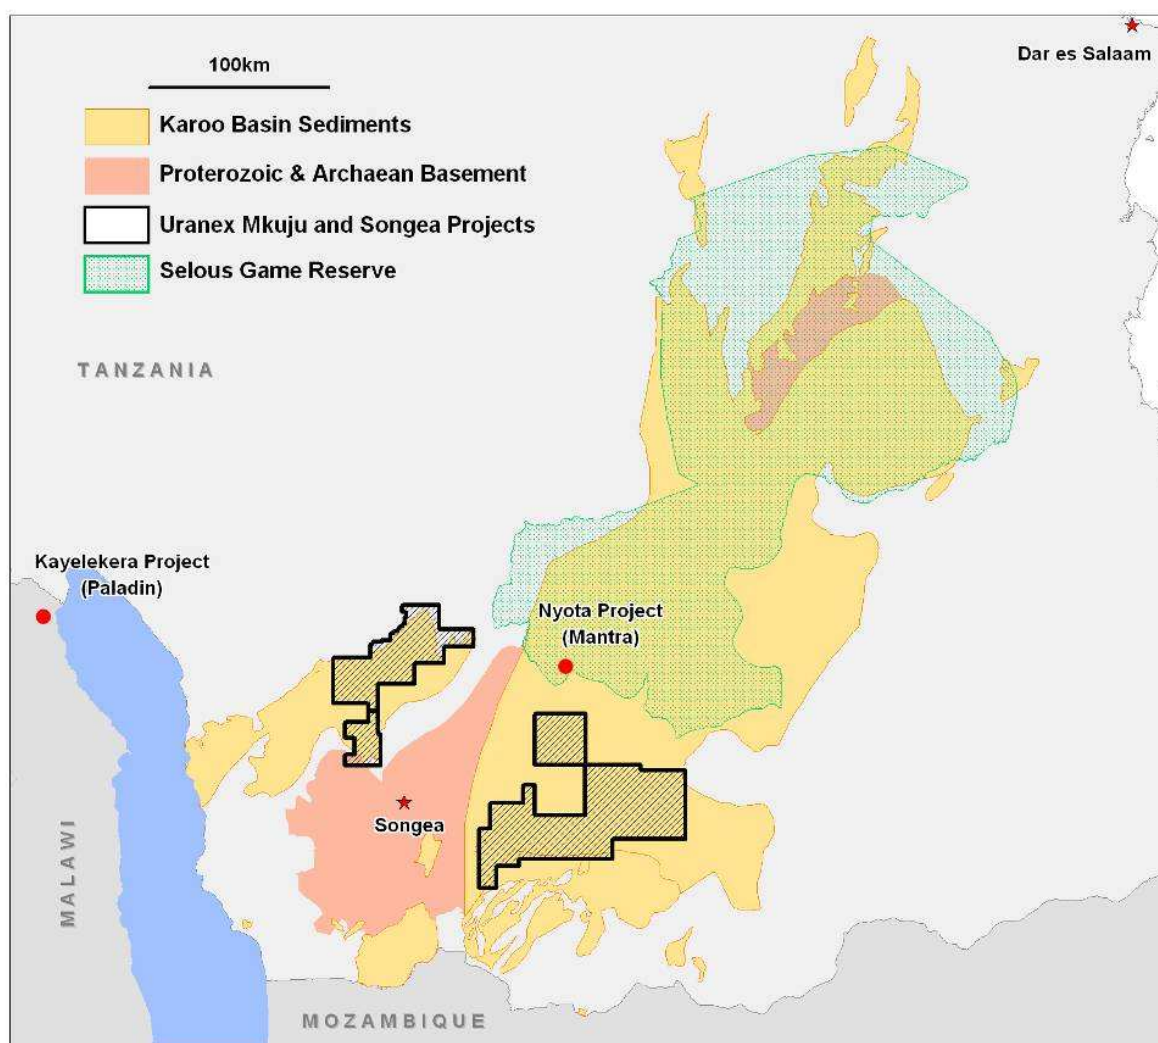 Dar es Salaam
100km
Karoo Basin Sediments
Proterozoic & Archaean Basement
Uranex Mkuju and Songea Projects
Selous Game Reserve
TANZANIA
Kayelekera Project
(Paladin)
Nyota Project
(Mantra)
Songea
MALAWI
MOZAMBIQUE